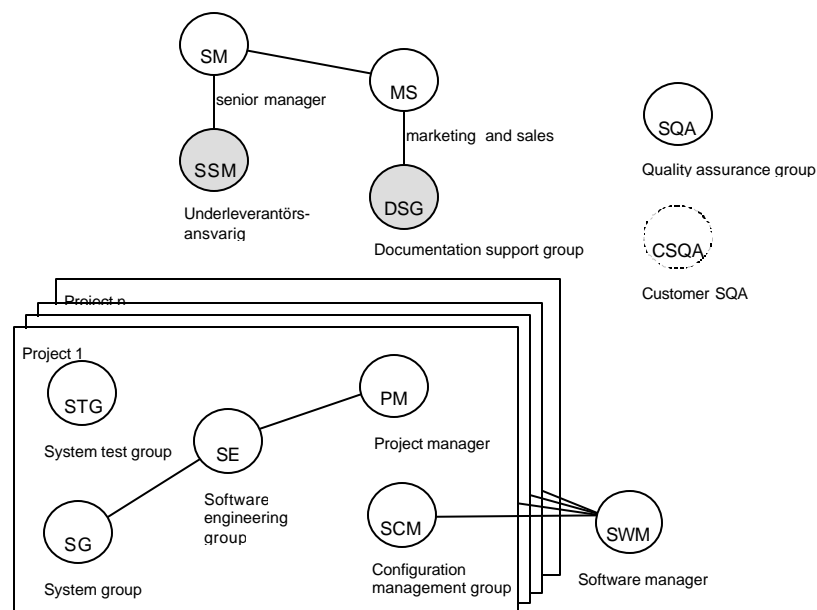 SM
MS
senior manager
SQA
marketing and sales
SSM
Quality assurance group
DSG
Underleverantörs-
ansvarig
Documentation support group
CSQA
Customer SQA
Project n
Project 1
STG
PM
System test group
SE
Project manager
Software
engineering
group
SG
SCM
SWM
System group
Configuration
management group
Software manager